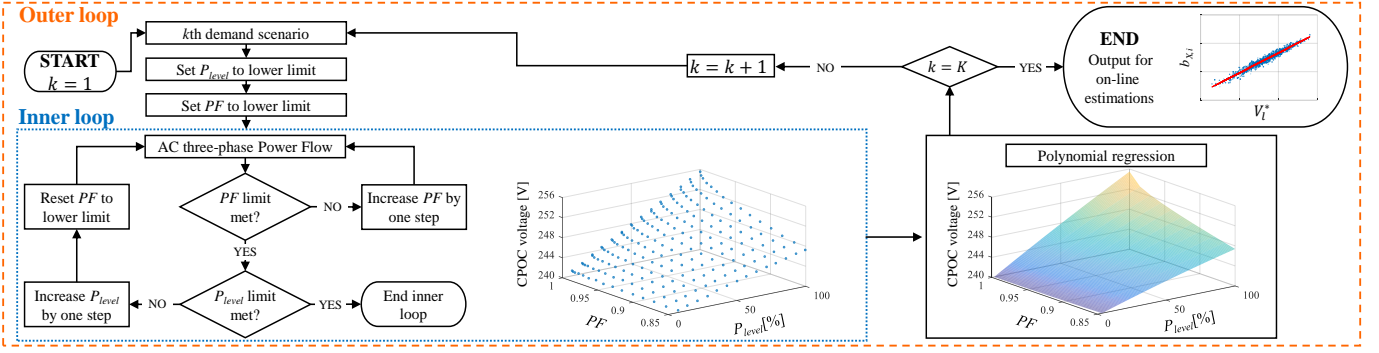 Outer loop
START
k = 1
kth demand scenario
Set P_level to lower limit
Set PF to lower limit
k = k + 1
NO
k = K
YES
END
Output for
on-line
estimations
b_X,i
V_l^*
Inner loop
AC three-phase Power Flow
Reset PF to
lower limit
PF limit
met?
NO
Increase PF by
one step
YES
Increase P_level
by one step
NO
P_level limit
met?
YES
End inner
loop
CPOC voltage [V]
256
252
248
244
240
1
0.95
0.9
0.85
PF
0
50
100
P_level[%]
Polynomial regression
CPOC voltage [V]
256
256
248
244
240
1
0.95
0.9
0.85
PF
0
50
100
P_level[%]